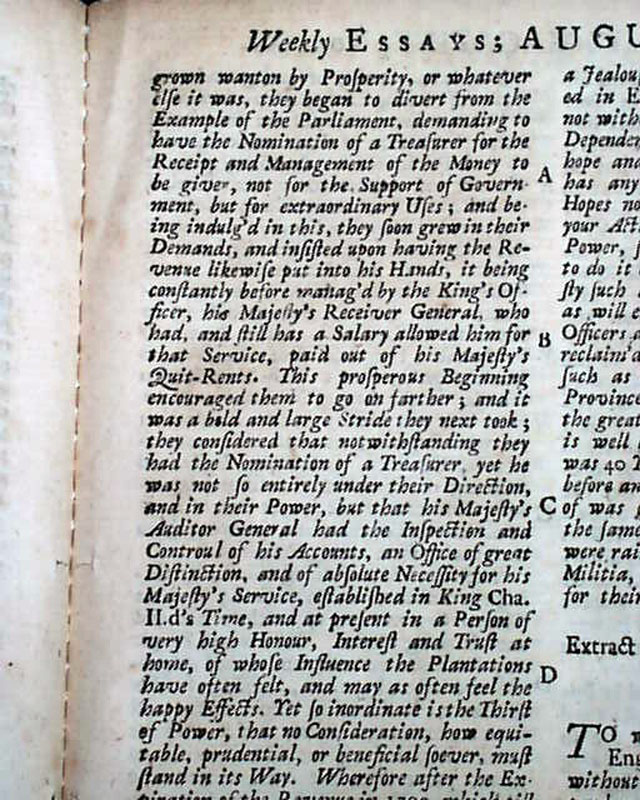 Weekly ESSAYS; AUGU
grown wanton by Proſperity, or whatever
elſe it was, they began to divert from the
Example of the Parliament, demanding to
have the Nomination of a Treaſurer for the
Receipt and Management of the Money to
be given, not for the Support of Govern-
ment, but for extraordinary Uſes; and be-
ing indulg'd in this, they ſoon grew in their
Demands, and inſiſted upon having the Re-
venue likewiſe put into his Hands, it being
conſtantly before manag'd by the King's Of-
ficer, his Majeſty's Receiver General, who
had, and ſtill has a Salary allowed him for
that Service, paid out of his Majeſty's
Quit-Rents. This proſperous Beginning
encouraged them to go on farther; and it
was a bold and large Stride they next took;
they conſidered that notwithſtanding they
had the Nomination of a Treaſurer, yet he
was not ſo entirely under their Direction,
and in their Power, but that his Majeſty's
Auditor General had the Inſpection and
Controul of his Accounts, an Office of great
Diſtinction, and of abſolute Neceſſity for his
Majeſty's Service, eſtabliſhed in King Cha.
II.d's Time, and at preſent in a Perſon of
very high Honour, Intereſt and Truſt at
home, of whoſe Influence the Plantations
have often felt, and may as often feel the
happy Effects. Yet ſo inordinate is the Thirſt
of Power, that no Conſideration, how equi-
table, prudential, or beneficial ſoever, muſt
ſtand in its Way. Wherefore after the Ex-
of the Revenue in
A
B
C
D
a Jealou
ed in E
not with
Depende
hope and
has any
Hopes no
your Act
Power, ſ
to do it
ſly ſuch
as will e
Officers a
reclaim'd
ſuch as
Province
the great
is well
was 40 T
before an
of was g
the ſame
were rai
Militia,
for their
Extract
TO w
Eng
without